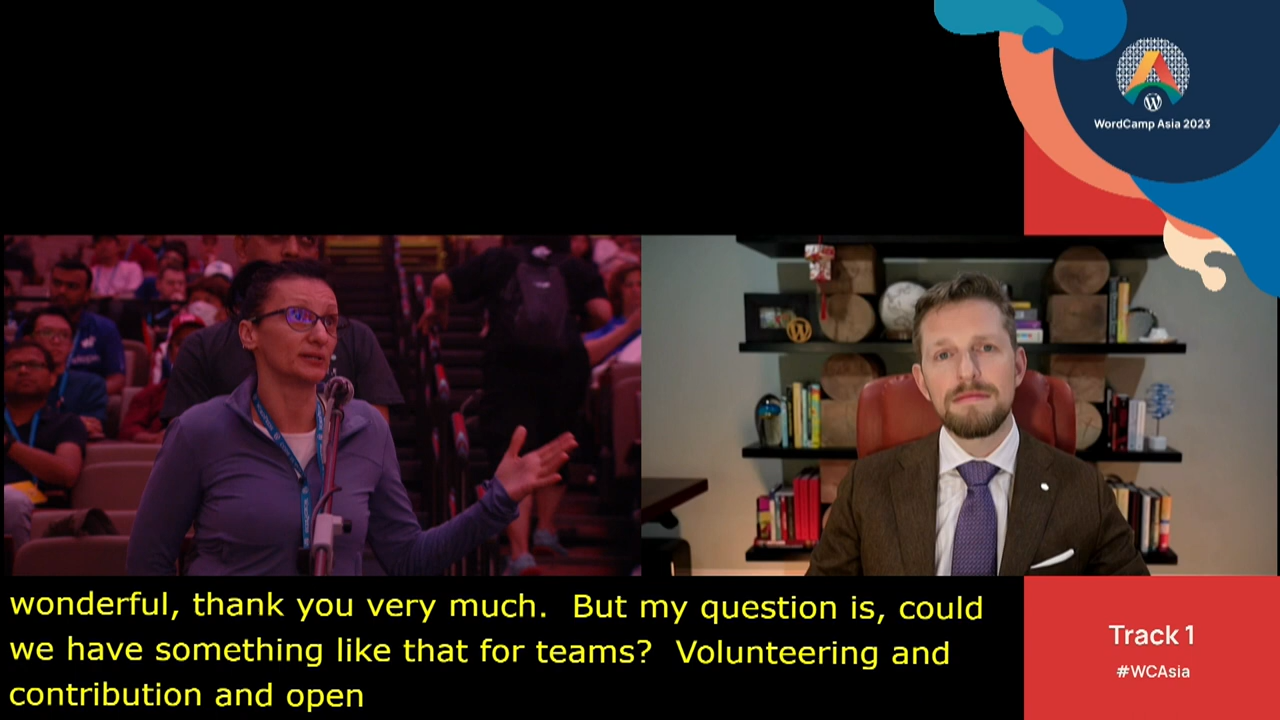 WordCamp Asia 2023
wonderful, thank you very much.  But my question is, could
we have something like that for teams?  Volunteering and
contribution and open
Track 1
#WCAsia